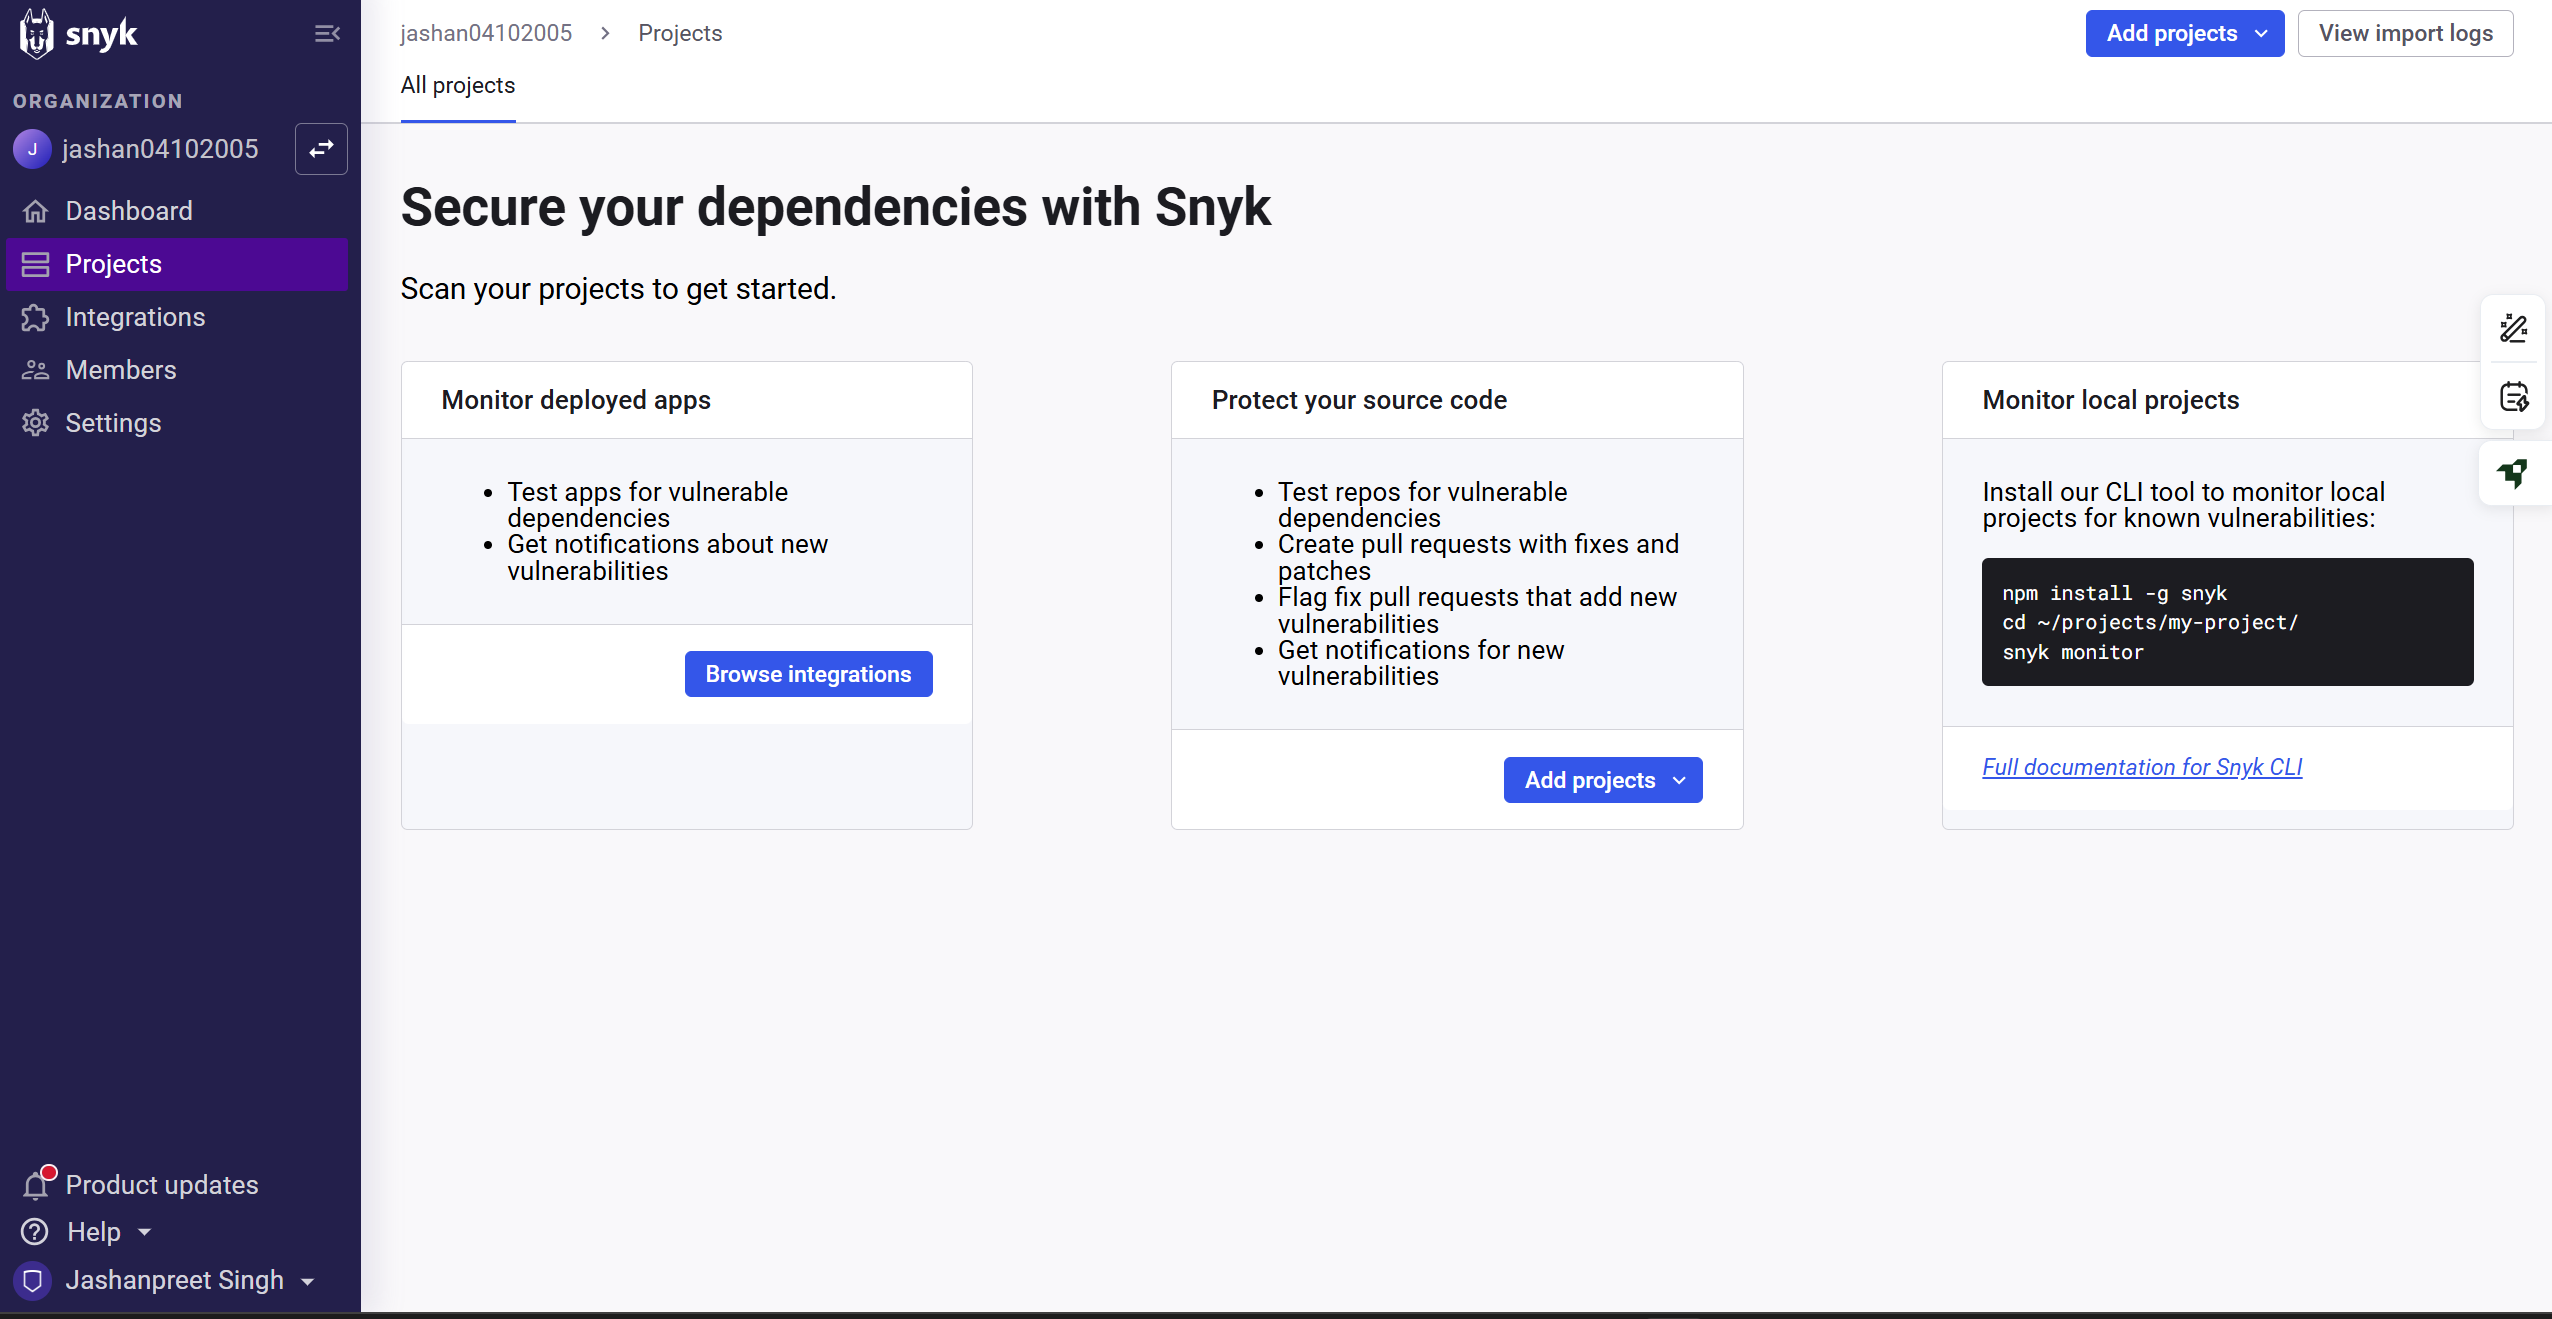 snyk
ORGANIZATION
J
jashan04102005
Dashboard
Projects
Integrations
Members
Settings
Product updates
Help
Jashanpreet Singh
jashan04102005 > Projects
Add projects
View import logs
All projects
Secure your dependencies with Snyk
Scan your projects to get started.
Monitor deployed apps
• Test apps for vulnerable
dependencies
• Get notifications about new
vulnerabilities
Browse integrations
Protect your source code
• Test repos for vulnerable
dependencies
• Create pull requests with fixes and
patches
• Flag fix pull requests that add new
vulnerabilities
• Get notifications for new
vulnerabilities
Add projects
Monitor local projects
Install our CLI tool to monitor local
projects for known vulnerabilities:
npm install -g snyk
cd ~/projects/my-project/
snyk monitor
Full documentation for Snyk CLI